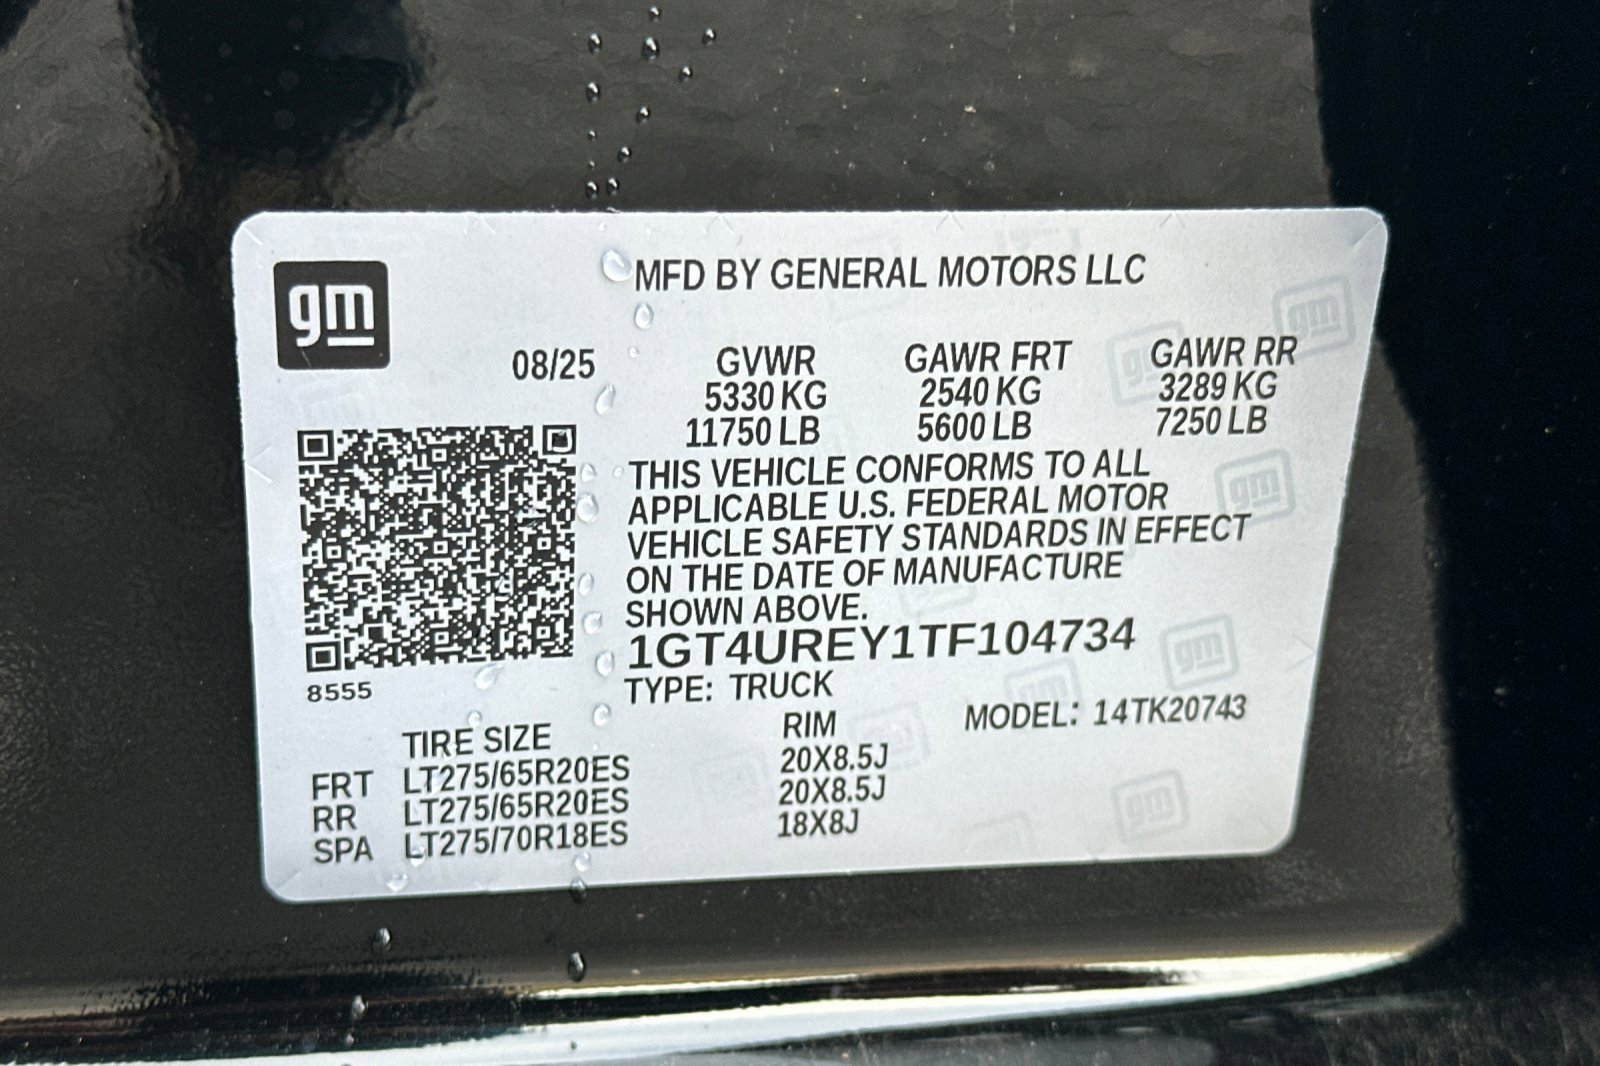 gm
MFD BY GENERAL MOTORS LLC
08/25 GVWR GAWR FRT GAWR RR
5330 KG 2540 KG 3289 KG
11750 LB 5600 LB 7250 LB
THIS VEHICLE CONFORMS TO ALL
APPLICABLE U.S. FEDERAL MOTOR
VEHICLE SAFETY STANDARDS IN EFFECT
ON THE DATE OF MANUFACTURE
SHOWN ABOVE.
1GT4UREY1TF104734
8555
TYPE: TRUCK
MODEL: 14TK20743
TIRE SIZE RIM
FRT LT275/65R20ES 20X8.5J
RR LT275/65R20ES 20X8.5J
SPA LT275/70R18ES 18X8J